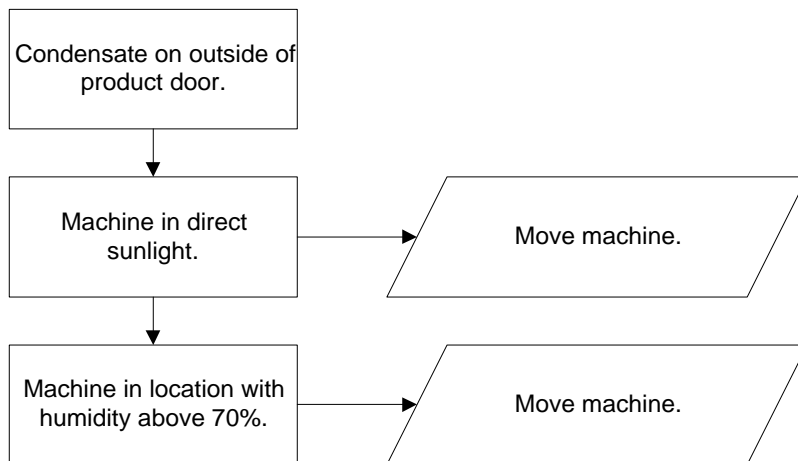 Condensate on outside of
product door.
Machine in direct
sunlight.
Move machine.
Machine in location with
humidity above 70%.
Move machine.